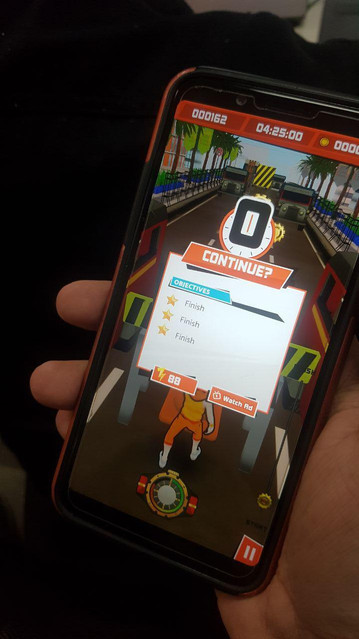 000162
04:25:00
0
CONTINUE?
OBJECTIVES
Finish
Finish
Finish
88
Watch Ad